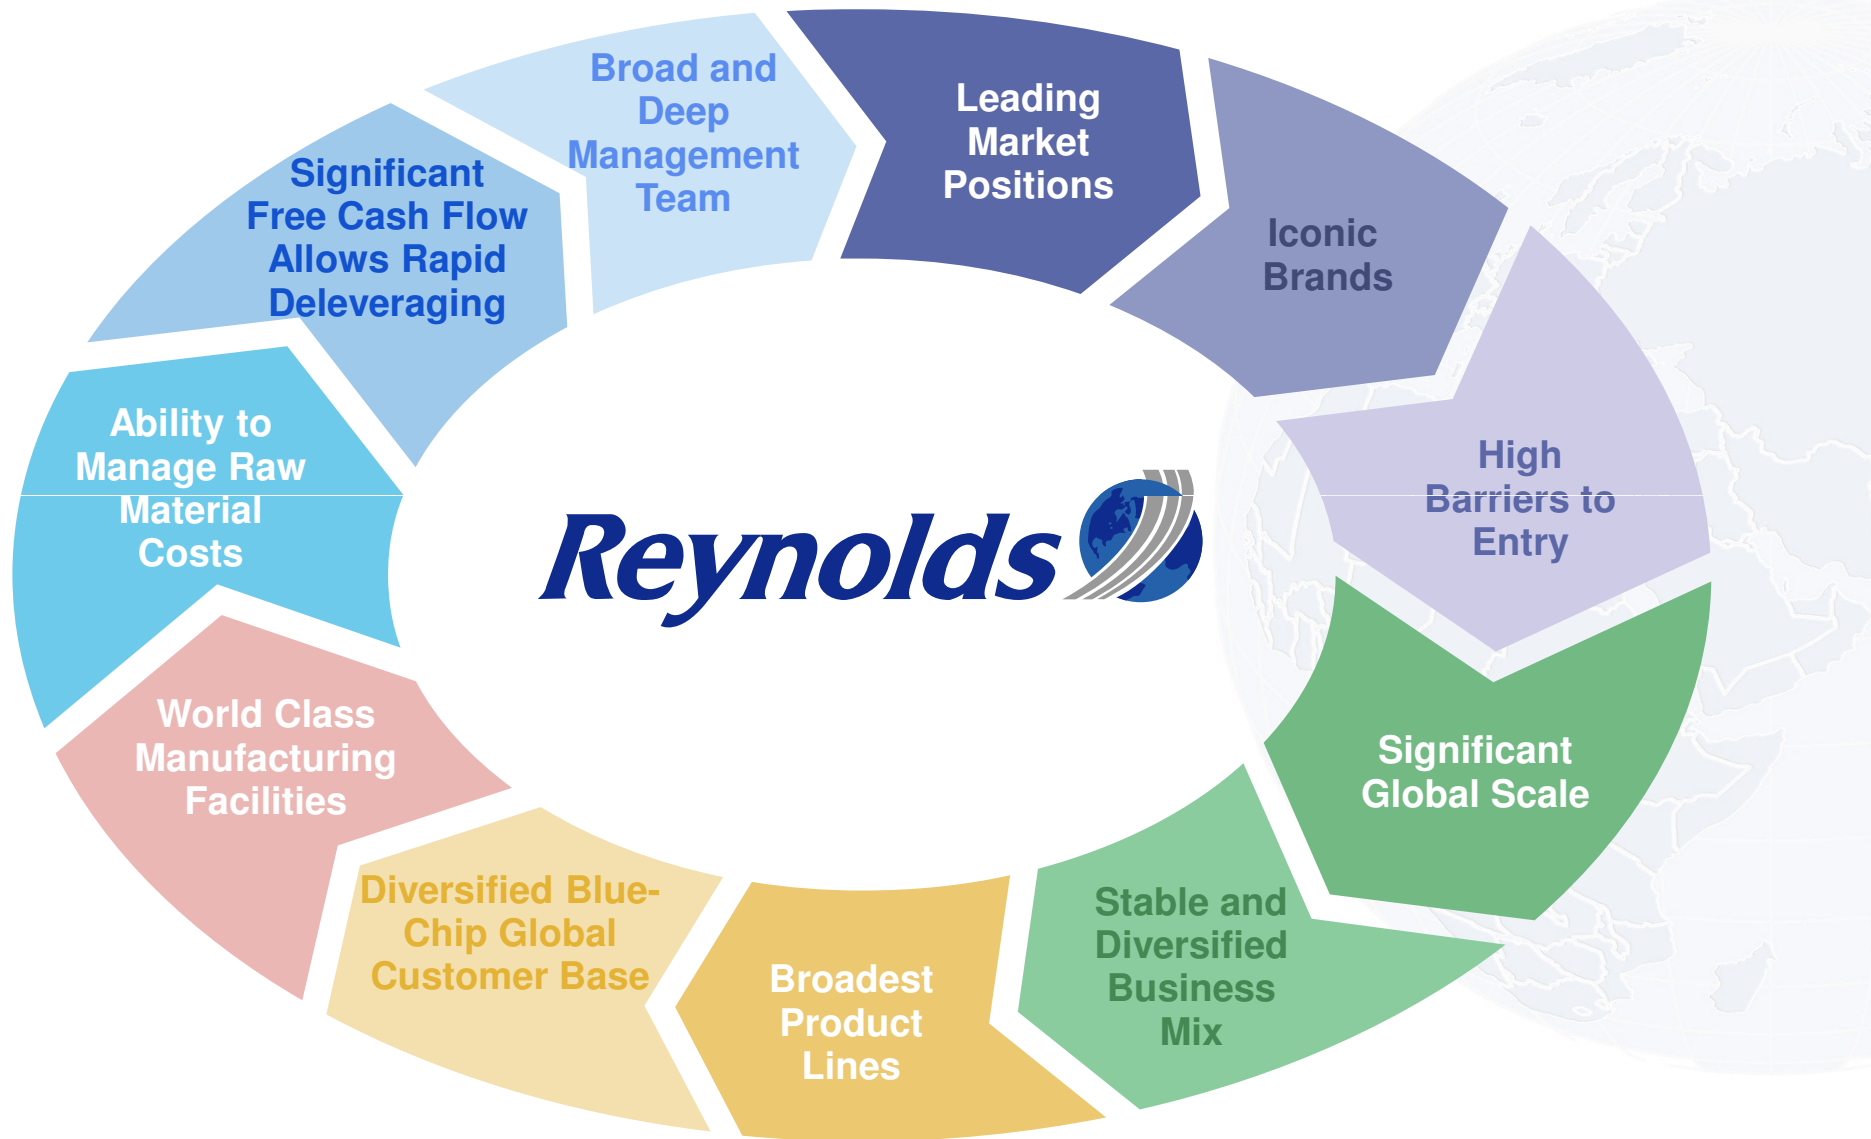 Leading
Market
Positions
Iconic
Brands
High
Barriers to
Entry
Significant
Global Scale
Stable and
Diversified
Business
Mix
Broadest
Product
Lines
Diversified Blue-
Chip Global
Customer Base
World Class
Manufacturing
Facilities
Ability to
Manage Raw
Material
Costs
Significant
Free Cash Flow
Allows Rapid
Deleveraging
Broad and
Deep
Management
Team
Reynolds